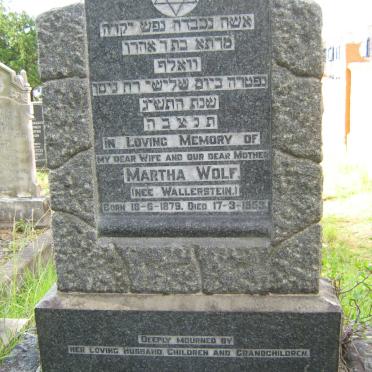 אשה נכבדה נפש יקרה
מרתא בת ר' אהרן
וואלף
נפטרה ביום שלישי רח ניסן
שנת התשי"ג
ת נ צ ב ה
IN LOVING MEMORY OF
MY DEAR WIFE AND OUR DEAR MOTHER
MARTHA WOLF
(NEE WALLERSTEIN.)
BORN 18-6-1879. DIED 17-3-1953.
DEEPLY MOURNED BY
HER LOVING HUSBAND, CHILDREN AND GRANDCHILDREN.